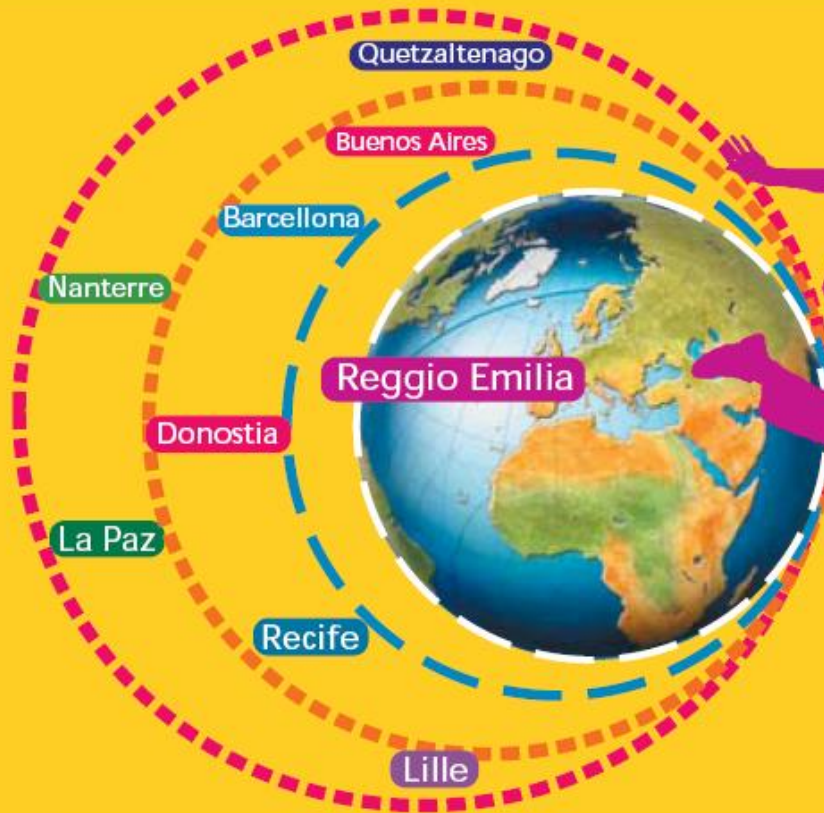 Quetzaltenago
Buenos Aires
Barcellona
Nanterre
Reggio Emilia
Donostia
La Paz
Recife
Lille